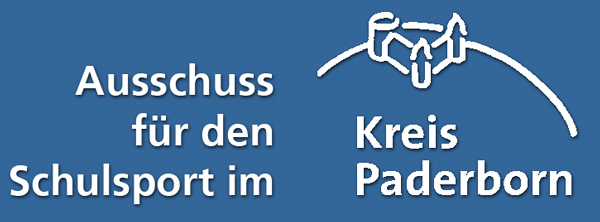 Ausschuss
für den
Schulsport im
Kreis
Paderborn